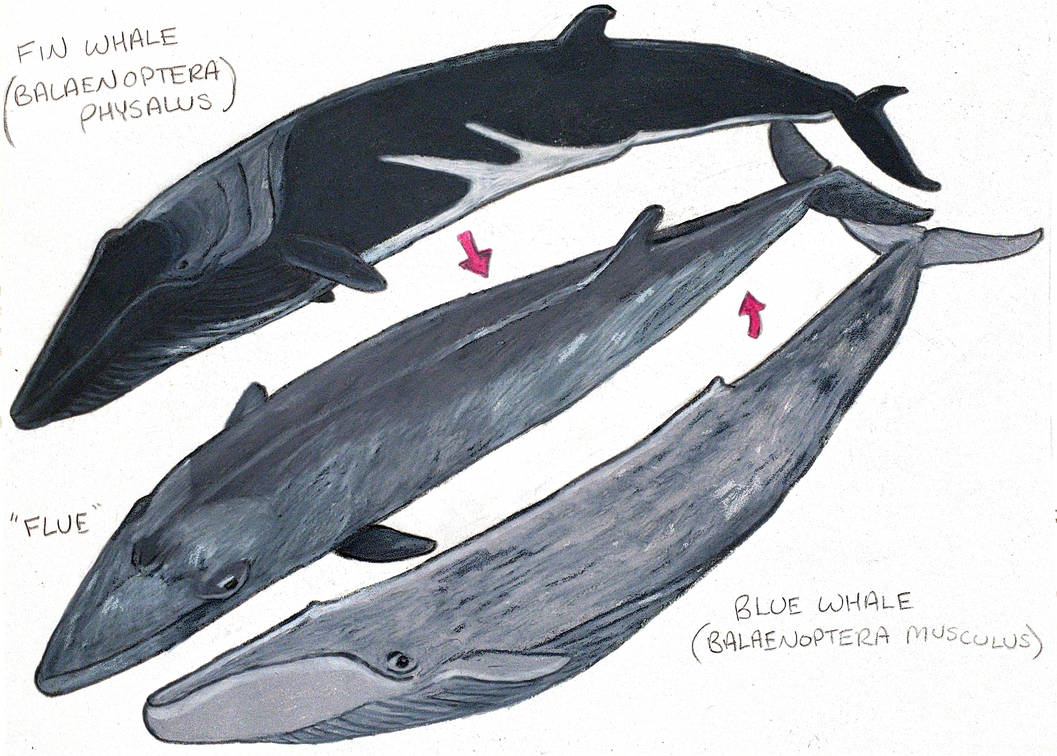 FIN WHALE
(BALAENOPTERA
PHYSALUS)
"FLUE"
BLUE WHALE
(BALAENOPTERA MUSCULUS)